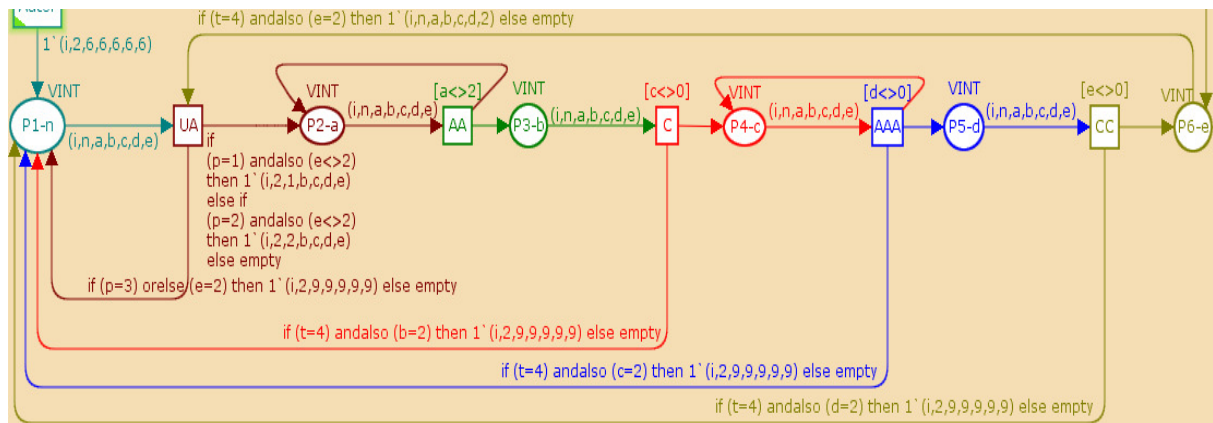 if (t=4) andalso (e=2) then 1`(i,n,a,b,c,d,2) else empty
1`(i,2,6,6,6,6,6)
VINT
VINT
[a<>2]
VINT
[c<>0]
VINT
[d<>0]
VINT
[e<>0]
VINT
P1-n
(i,n,a,b,c,d,e)
UA
P2-a
(i,n,a,b,c,d,e)
AA
P3-b
(i,n,a,b,c,d,e)
C
P4-c
(i,n,a,b,c,d,e)
AAA
P5-d
(i,n,a,b,c,d,e)
CC
P6-e
if
(p=1) andalso (e<>2)
then 1`(i,2,1,b,c,d,e)
else if
(p=2) andalso (e<>2)
then 1`(i,2,2,b,c,d,e)
else empty
if (p=3) orelse (e=2) then 1`(i,2,9,9,9,9,9) else empty
if (t=4) andalso (b=2) then 1`(i,2,9,9,9,9,9) else empty
if (t=4) andalso (c=2) then 1`(i,2,9,9,9,9,9) else empty
if (t=4) andalso (d=2) then 1`(i,2,9,9,9,9,9) else empty